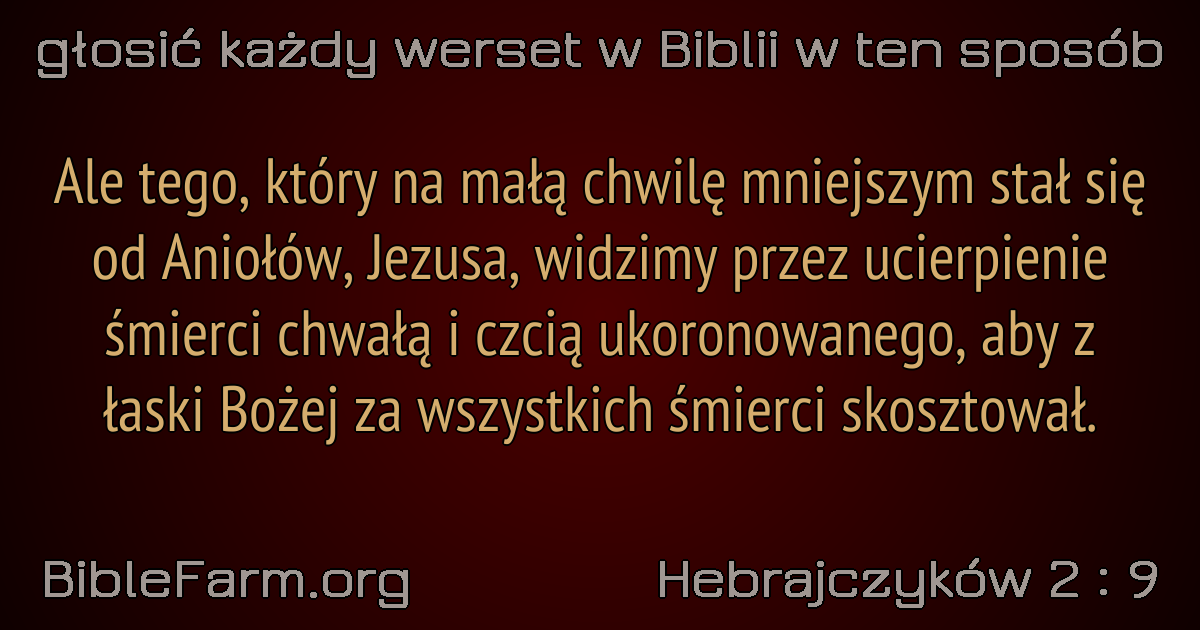 głosić każdy werset w Biblii w ten sposób
Ale tego, który na małą chwilę mniejszym stał się
od Aniołów, Jezusa, widzimy przez ucierpienie
śmierci chwałą i czcią ukoronowanego, aby z
łaski Bożej za wszystkich śmierci skosztował.
BibleFarm.org
Hebrajczyków 2 : 9